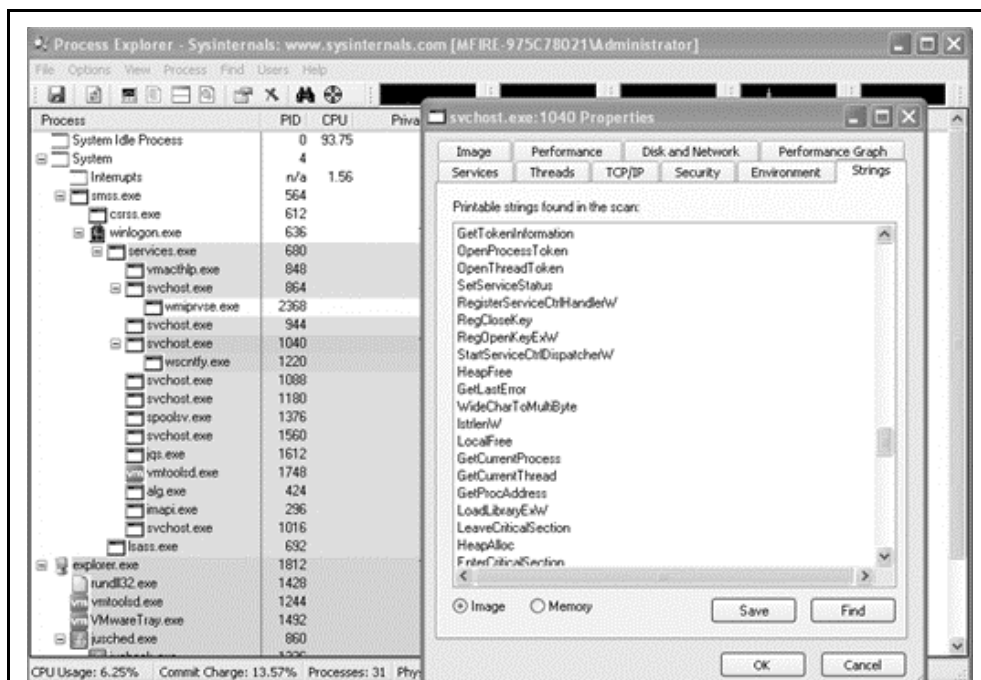 Process Explorer - Sysinternals: www.sysinternals.com [MFIRE-975C78021\Administrator]
File Options View Process Find Users Help
Process PID CPU Priva
System Idle Process 0 93.75
System 4
Interrupts n/a 1.56
smss.exe 564
csrss.exe 612
winlogon.exe 636
services.exe 680
vmacthlp.exe 848
svchost.exe 864
wmiprvse.exe 2368
svchost.exe 944
svchost.exe 1040
wscntfy.exe 1220
svchost.exe 1088
svchost.exe 1180
spoolsv.exe 1376
svchost.exe 1560
jqs.exe 1612
vmtoolsd.exe 1748
alg.exe 424
imapi.exe 296
svchost.exe 1016
lsass.exe 692
explorer.exe 1812
rundll32.exe 1428
vmtoolsd.exe 1244
VMwareTray.exe 1492
jusched.exe 860
CPU Usage: 6.25% Commit Charge: 13.57% Processes: 31 Phy
svchost.exe:1040 Properties
Image Performance Disk and Network Performance Graph
Services Threads TCP/IP Security Environment Strings
Printable strings found in the scan:
GetTokenInformation
OpenProcessToken
OpenThreadToken
SetServiceStatus
RegisterServiceCtrlHandlerW
RegCloseKey
RegOpenKeyExW
StartServiceCtrlDispatcherW
HeapFree
GetLastError
WideCharToMultiByte
lstrlenW
LocalFree
GetCurrentProcess
GetCurrentThread
GetProcAddress
LoadLibraryExW
LeaveCriticalSection
HeapAlloc
EnterCriticalSection
Image Memory Save Find
OK Cancel